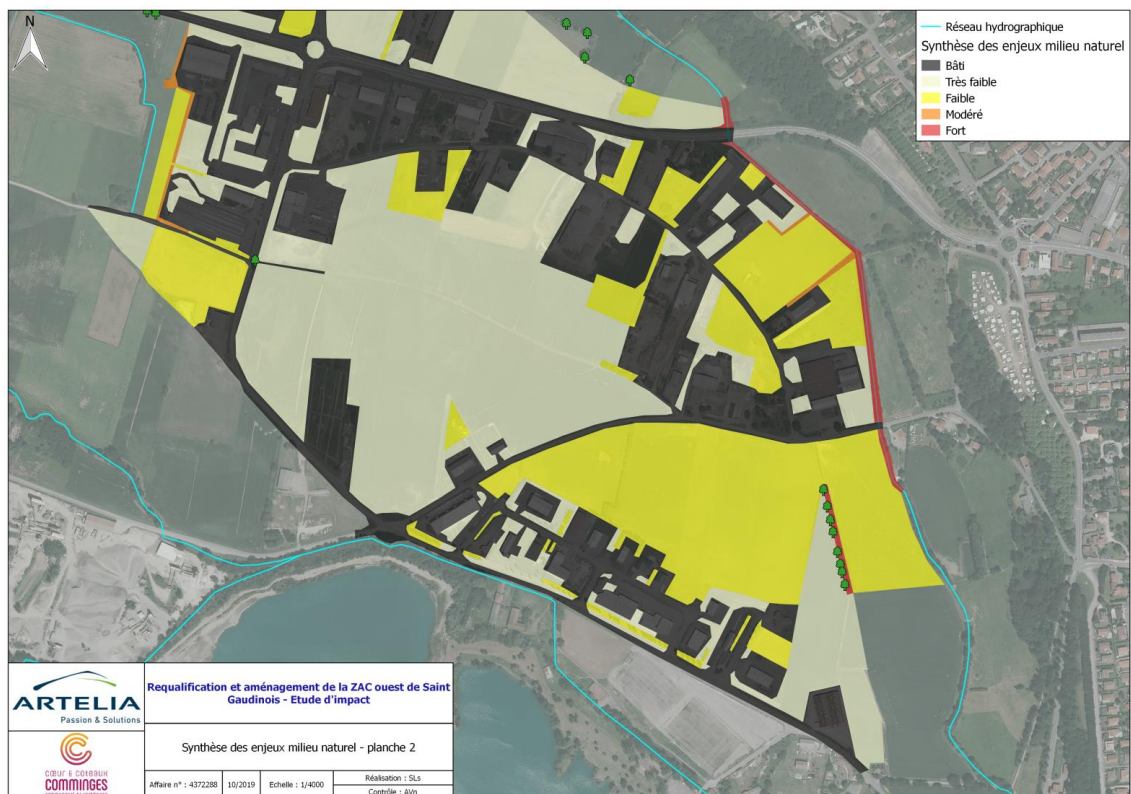 N
Réseau hydrographique
Synthèse des enjeux milieu naturel
Bâti
Très faible
Faible
Modéré
Fort
ARTELIA
Passion & Solutions
Requalification et aménagement de la ZAC ouest de Saint
Gaudinois - Etude d'impact
Synthèse des enjeux milieu naturel - planche 2
CŒUR & COTEAUX
COMMINGES
Affaire n° : 4372288
10/2019
Echelle : 1/4000
Réalisation : SLs
Contrôle : AVn